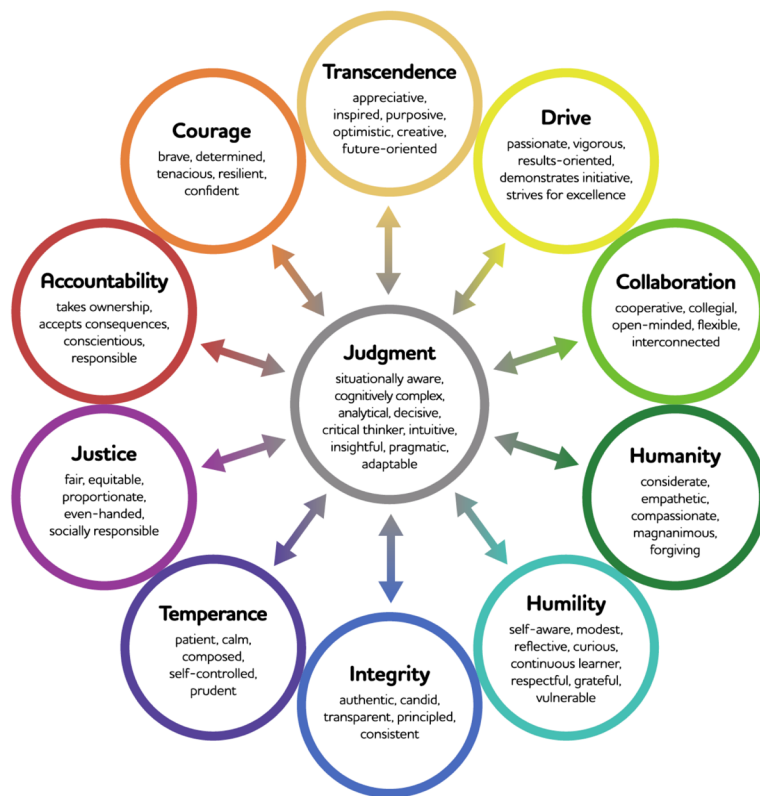 Transcendence
appreciative,
inspired, purposive,
optimistic, creative,
future-oriented
Drive
passionate, vigorous,
results-oriented,
demonstrates initiative,
strives for excellence
Collaboration
cooperative, collegial,
open-minded, flexible,
interconnected
Humanity
considerate,
empathetic,
compassionate,
magnanimous,
forgiving
Humility
self-aware, modest,
reflective, curious,
continuous learner,
respectful, grateful,
vulnerable
Integrity
authentic, candid,
transparent, principled,
consistent
Temperance
patient, calm,
composed,
self-controlled,
prudent
Justice
fair, equitable,
proportionate,
even-handed,
socially responsible
Accountability
takes ownership,
accepts consequences,
conscientious,
responsible
Courage
brave, determined,
tenacious, resilient,
confident
Judgment
situationally aware,
cognitively complex,
analytical, decisive,
critical thinker, intuitive,
insightful, pragmatic,
adaptable